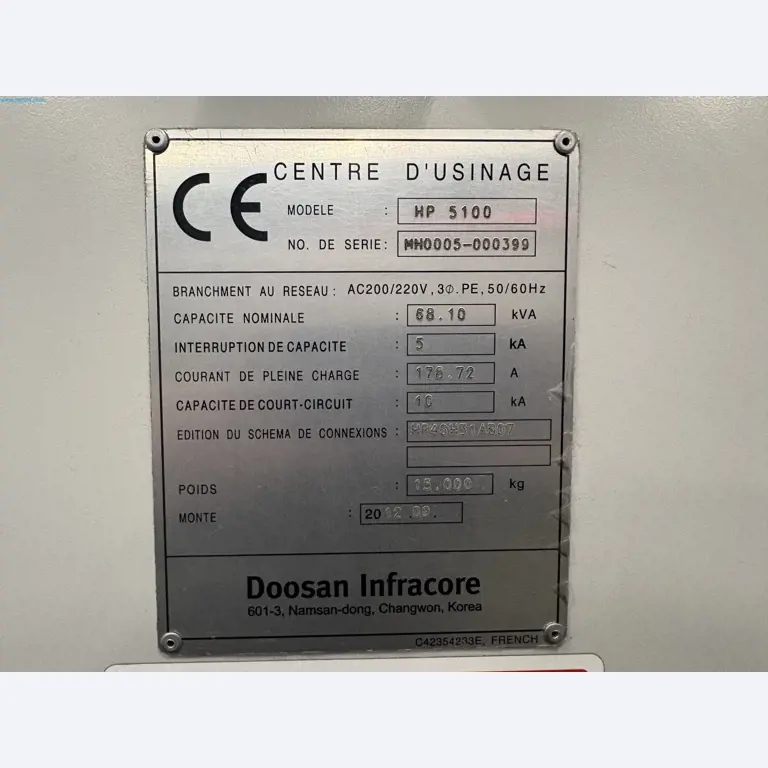 CE
CENTRE D'USINAGE
MODELE : HP 5100
NO. DE SERIE: MH0005-000399
BRANCHMENT AU RESEAU : AC200/220V, 3Φ.PE, 50/60Hz
CAPACITE NOMINALE : 68.10 kVA
INTERRUPTION DE CAPACITE : 5 kA
COURANT DE PLEINE CHARGE : 178.72 A
CAPACITE DE COURT-CIRCUIT : 10 kA
EDITION DU SCHEMA DE CONNEXIONS :
POIDS : 15.000 kg
MONTE : 2012.09.
Doosan Infracore
601-3, Namsan-dong, Changwon, Korea
C42354233E, FRENCH